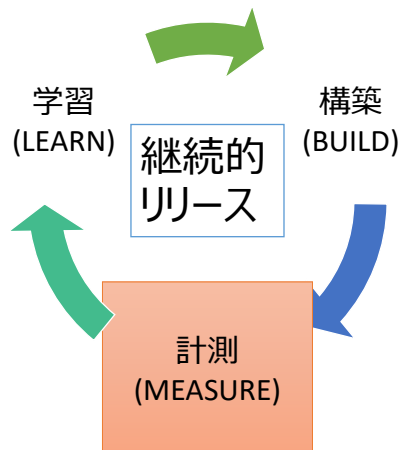 学習
(LEARN)
構築
(BUILD)
継続的
リリース
計測
(MEASURE)